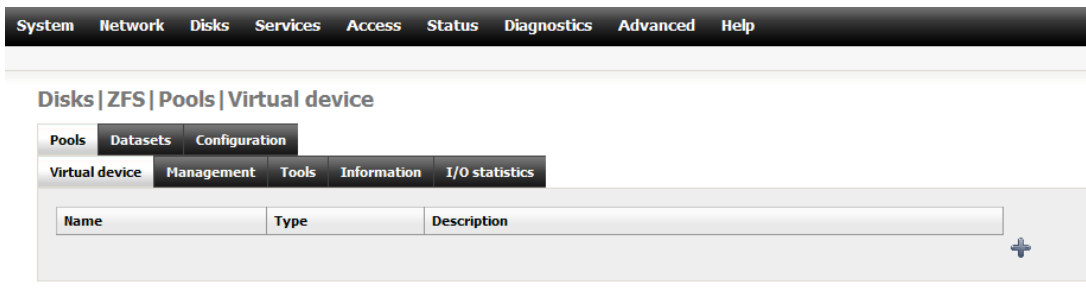 System Network Disks Services Access Status Diagnostics Advanced Help
Disks|ZFS|Pools|Virtual device
Pools Datasets Configuration
Virtual device Management Tools Information I/O statistics
Name Type Description